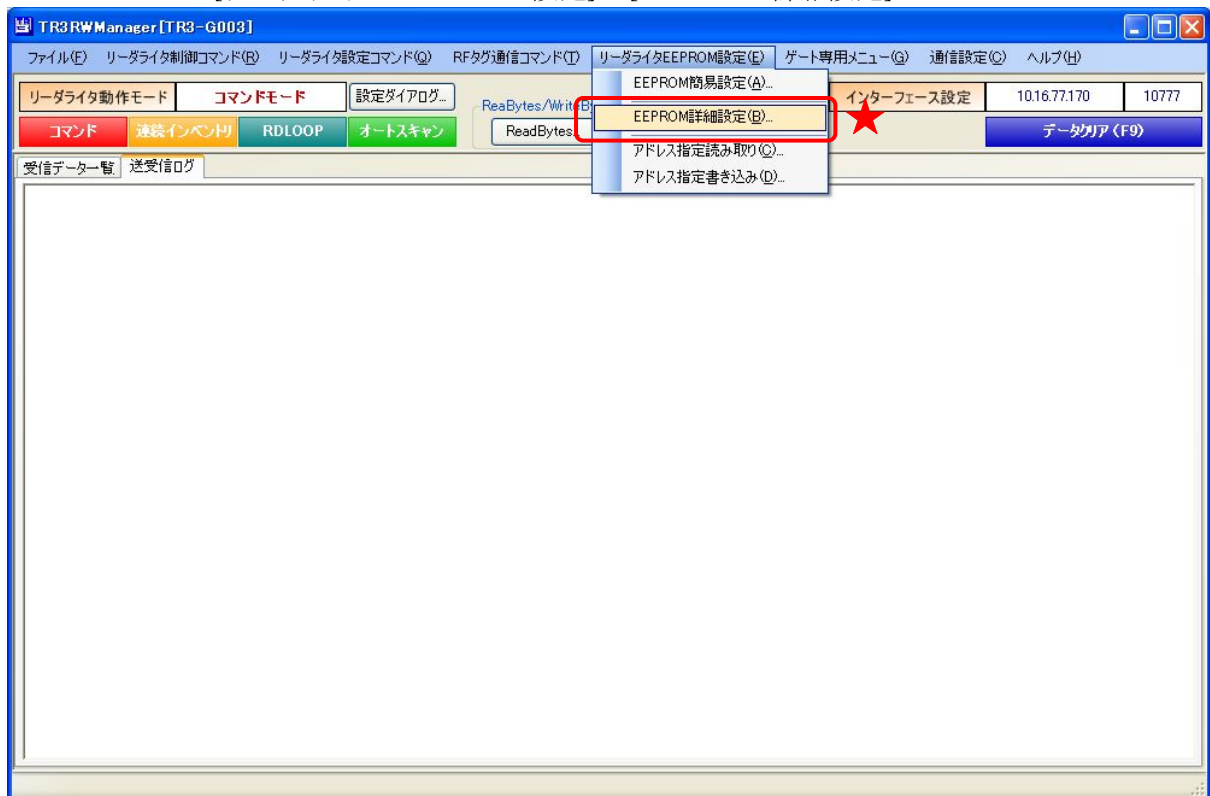 TR3RWManager[TR3-G003]
ファイル(F) リーダライタ制御コマンド(R) リーダライタ設定コマンド(Q) RFタグ通信コマンド(T) リーダライタEEPROM設定(E) ゲート専用メニュー(G) 通信設定(C) ヘルプ(H)
リーダライタ動作モード コマンドモード 設定ダイアログ... ReaBytes/WriteBy インターフェース設定 10.16.77.170 10777
コマンド 連続インベントリ RDLOOP オートスキャン ReadBytes. データクリア (F9)
EEPROM簡易設定(A)...
EEPROM詳細設定(B)...
アドレス指定読み取り(C)...
アドレス指定書き込み(D)...
受信データ一覧 送受信ログ